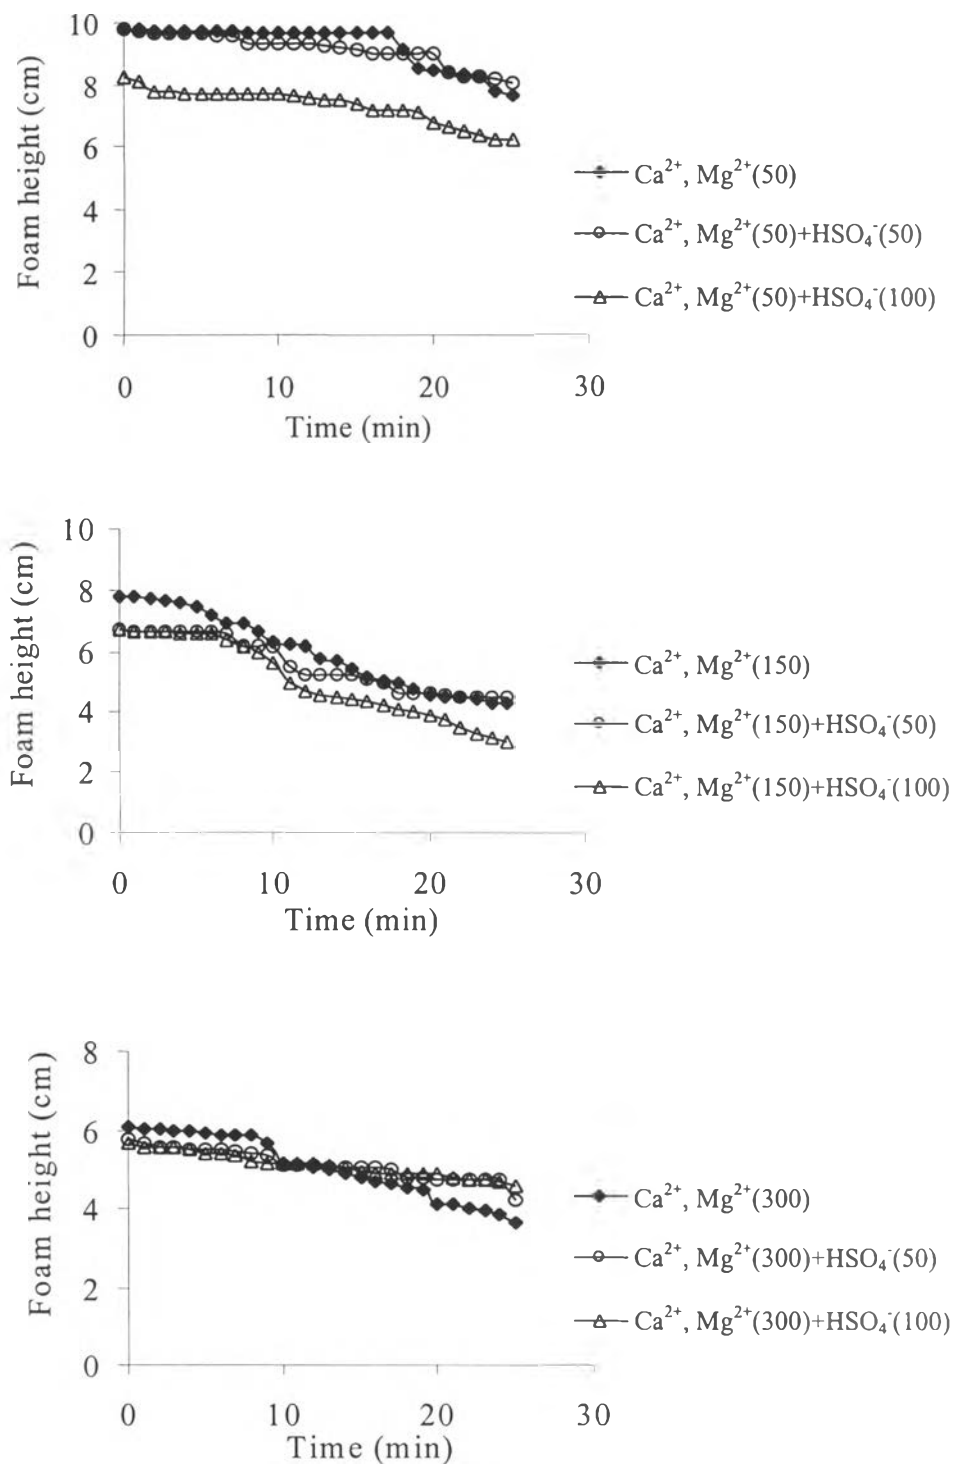 10
8
6
4
2
0
Foam height (cm)
0 10 20 30
Time (min)
Ca²⁺, Mg²⁺(50)
Ca²⁺, Mg²⁺(50)+HSO₄⁻(50)
Ca²⁺, Mg²⁺(50)+HSO₄⁻(100)
10
8
6
4
2
0
Foam height (cm)
0 10 20 30
Time (min)
Ca²⁺, Mg²⁺(150)
Ca²⁺, Mg²⁺(150)+HSO₄⁻(50)
Ca²⁺, Mg²⁺(150)+HSO₄⁻(100)
8
6
4
2
0
Foam height (cm)
0 10 20 30
Time (min)
Ca²⁺, Mg²⁺(300)
Ca²⁺, Mg²⁺(300)+HSO₄⁻(50)
Ca²⁺, Mg²⁺(300)+HSO₄⁻(100)